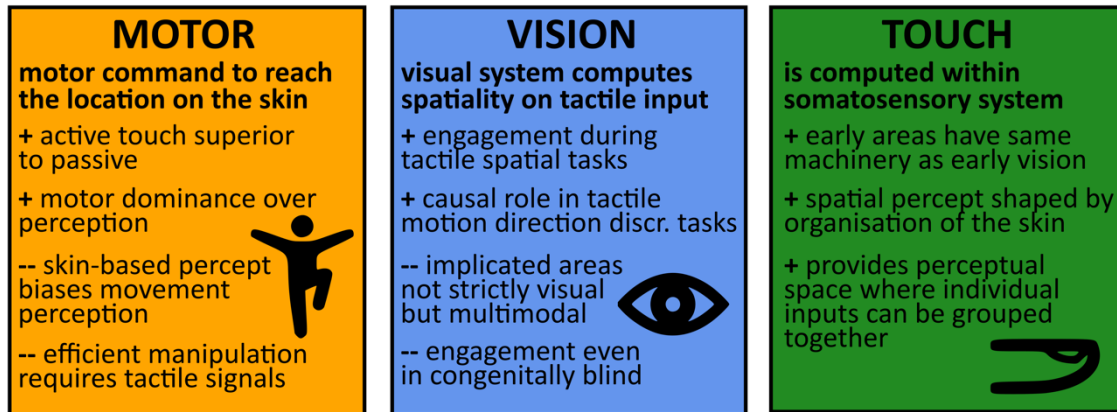 MOTOR
motor command to reach
the location on the skin
+ active touch superior
to passive
+ motor dominance over
perception
-- skin-based percept
biases movement
perception
-- efficient manipulation
requires tactile signals
VISION
visual system computes
spatiality on tactile input
+ engagement during
tactile spatial tasks
+ causal role in tactile
motion direction discr. tasks
-- implicated areas
not strictly visual
but multimodal
-- engagement even
in congenitally blind
TOUCH
is computed within
somatosensory system
+ early areas have same
machinery as early vision
+ spatial percept shaped by
organisation of the skin
+ provides perceptual
space where individual
inputs can be grouped
together